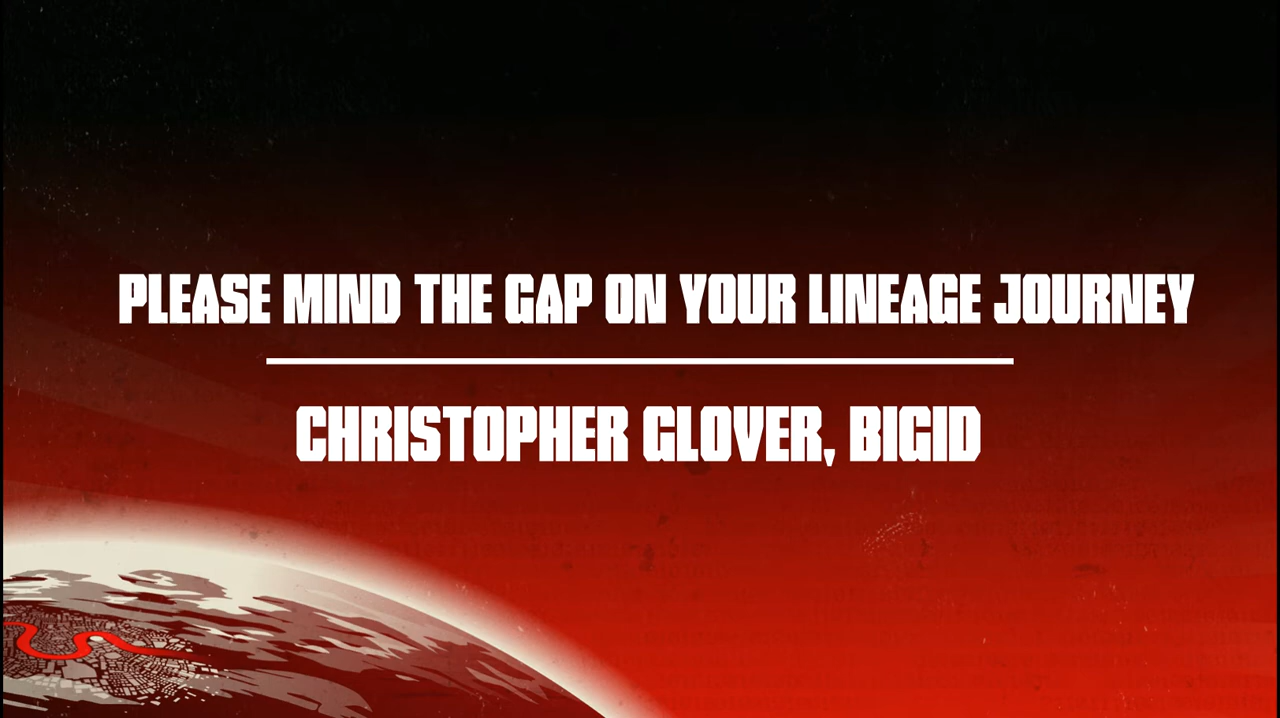 PLEASE MIND THE GAP ON YOUR LINEAGE JOURNEY
CHRISTOPHER GLOVER, BIGID